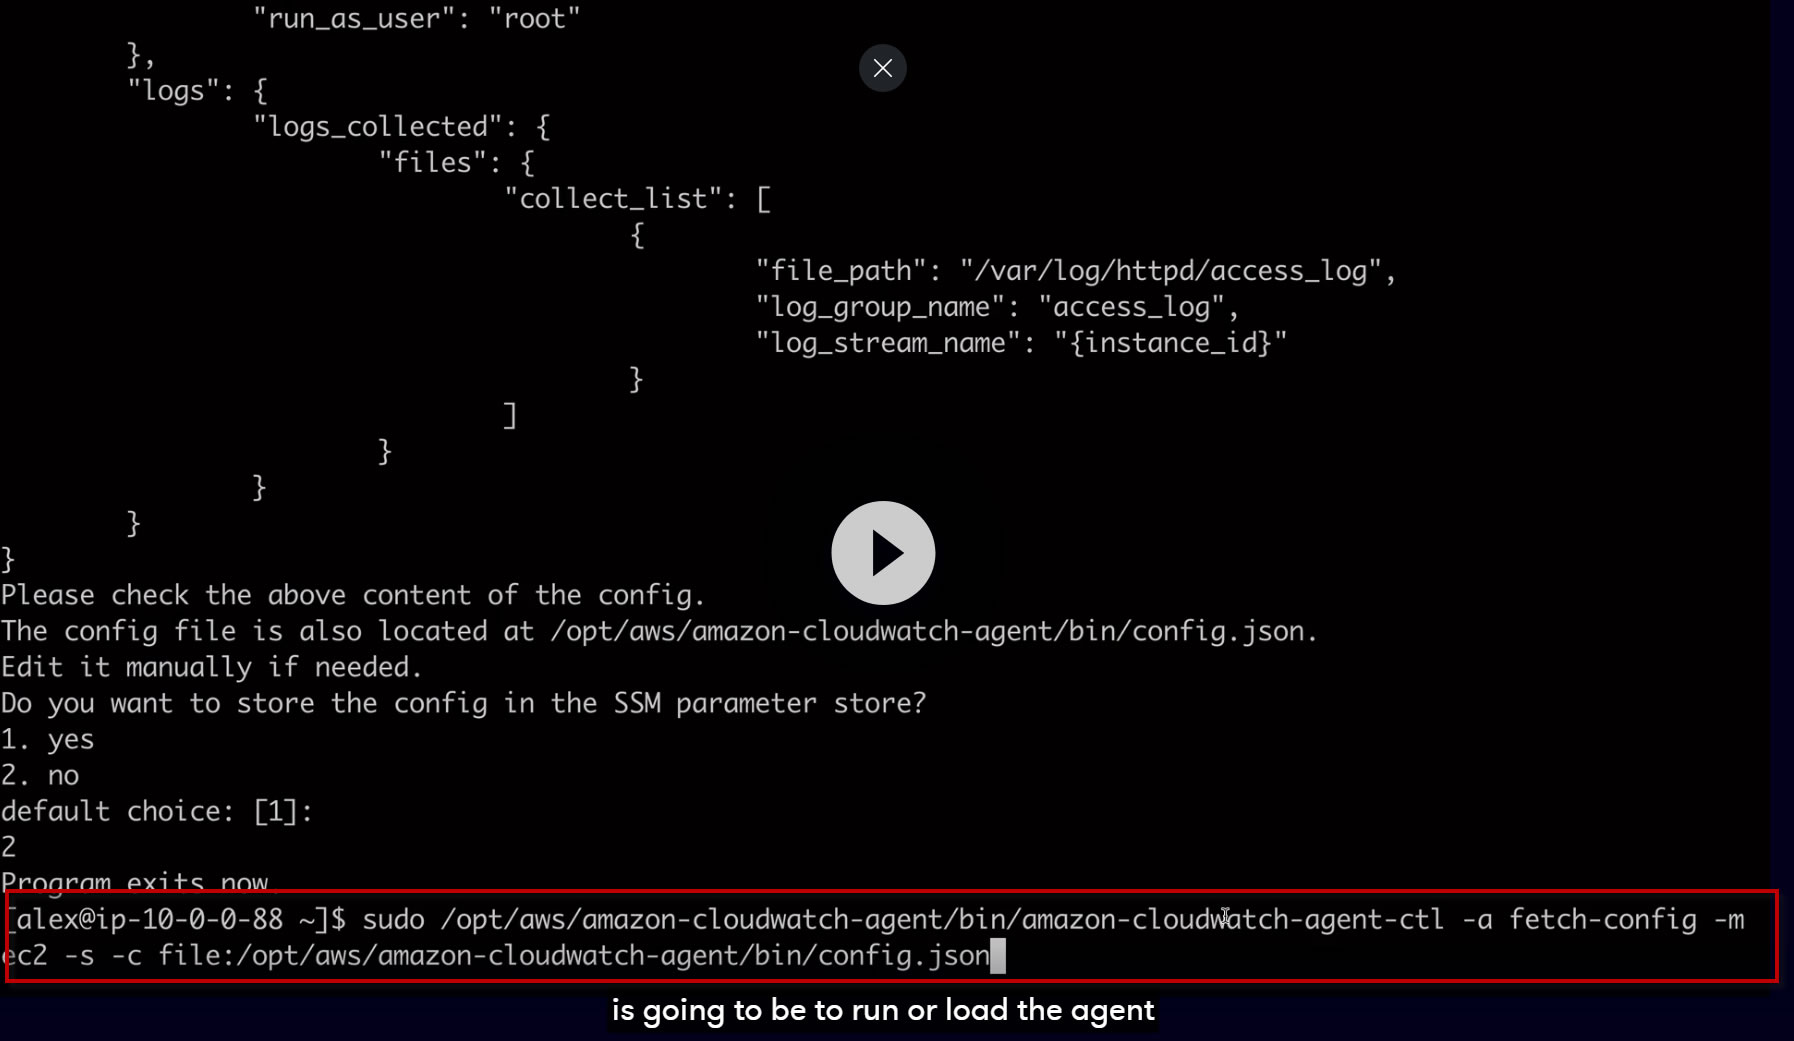 "run_as_user": "root"
},
"logs": {
"logs_collected": {
"files": {
"collect_list": [
{
"file_path": "/var/log/httpd/access_log",
"log_group_name": "access_log",
"log_stream_name": "{instance_id}"
}
]
}
}
}
}
Please check the above content of the config.
The config file is also located at /opt/aws/amazon-cloudwatch-agent/bin/config.json.
Edit it manually if needed.
Do you want to store the config in the SSM parameter store?
1. yes
2. no
default choice: [1]:
2
Program exits now.
[alex@ip-10-0-0-88 ~]$ sudo /opt/aws/amazon-cloudwatch-agent/bin/amazon-cloudwatch-agent-ctl -a fetch-config -m
ec2 -s -c file:/opt/aws/amazon-cloudwatch-agent/bin/config.json
is going to be to run or load the agent